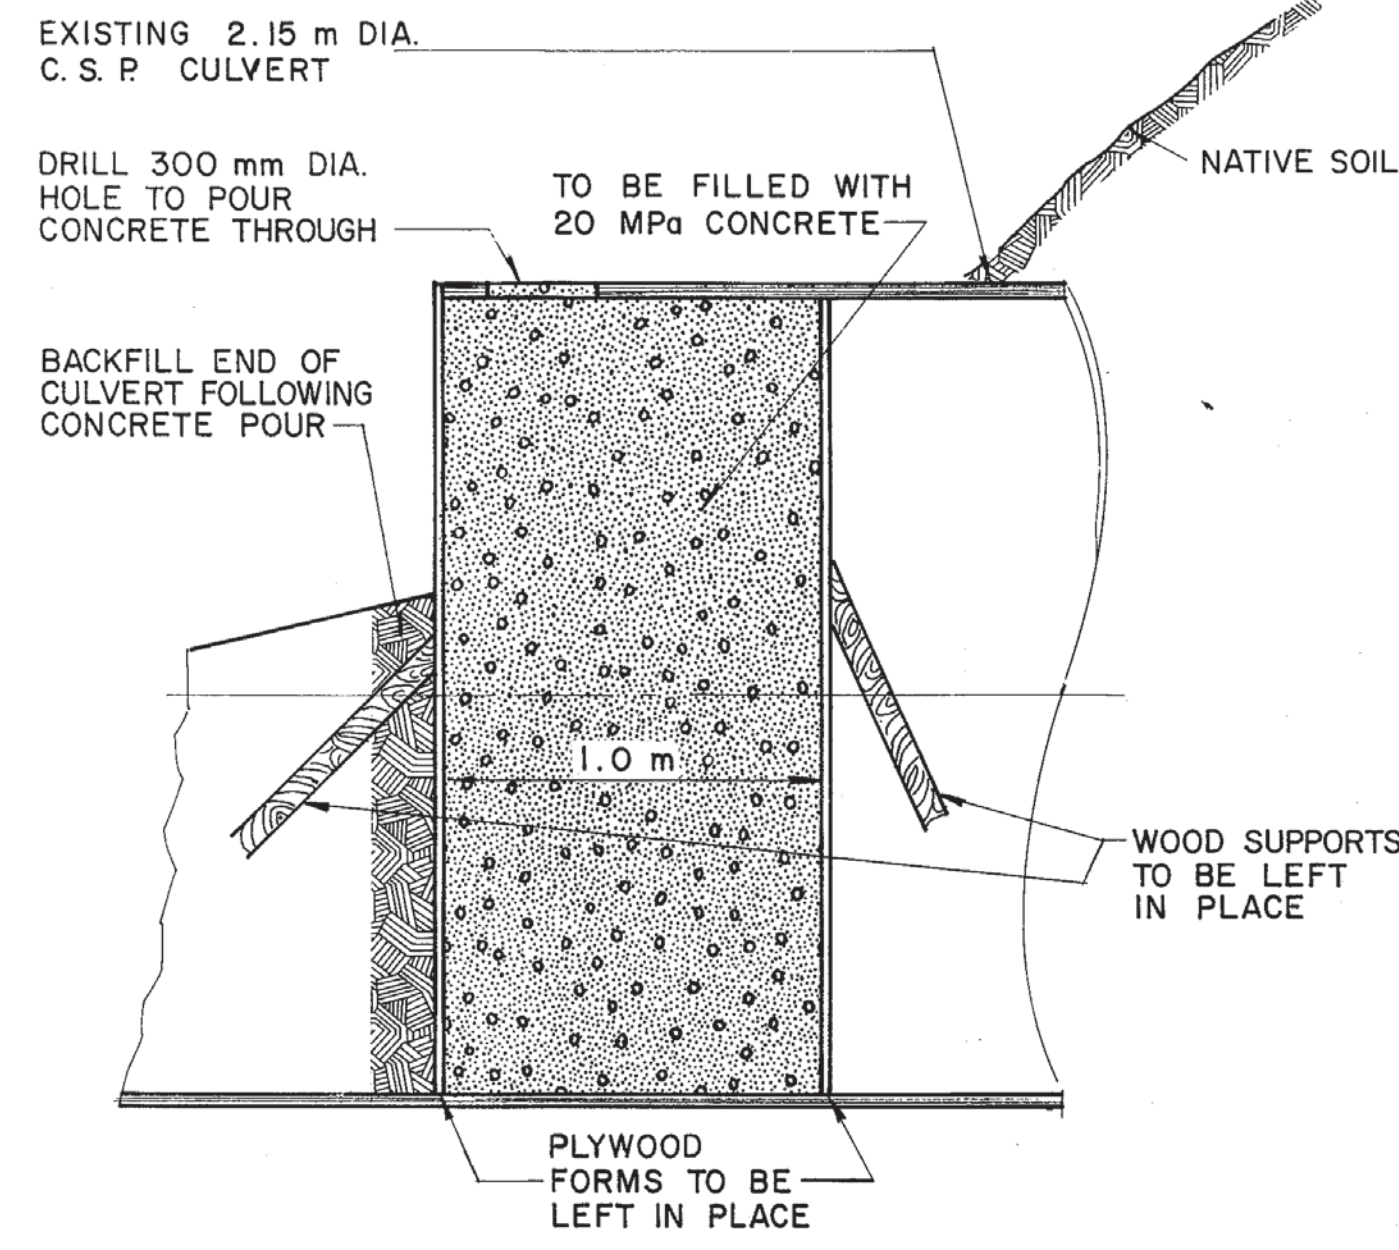 EXISTING 2.15 m DIA.
C. S. P. CULVERT
DRILL 300 mm DIA.
HOLE TO POUR
CONCRETE THROUGH
TO BE FILLED WITH
20 MPa CONCRETE
NATIVE SOIL
BACKFILL END OF
CULVERT FOLLOWING
CONCRETE POUR
1.0 m
WOOD SUPPORTS
TO BE LEFT
IN PLACE
PLYWOOD
FORMS TO BE
LEFT IN PLACE